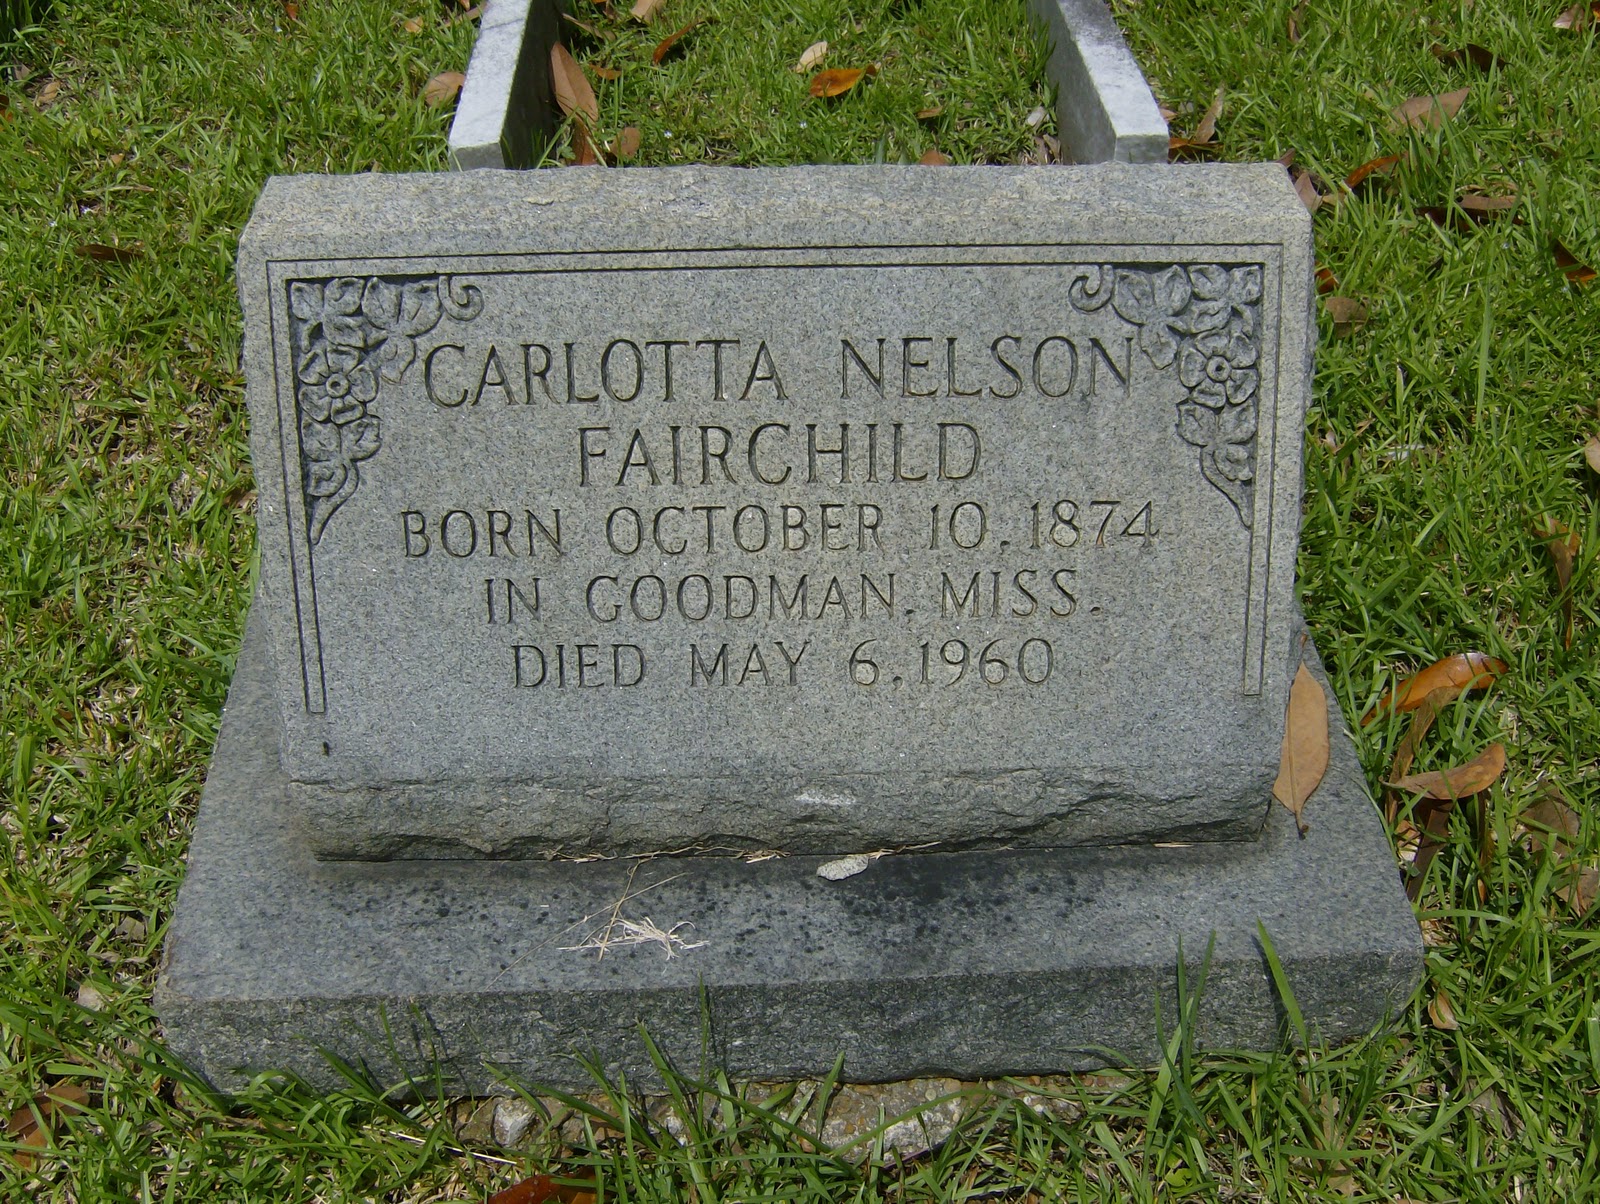 CARLOTTA NELSON
FAIRCHILD
BORN OCTOBER 10, 1874
IN GOODMAN, MISS.
DIED MAY 6, 1960